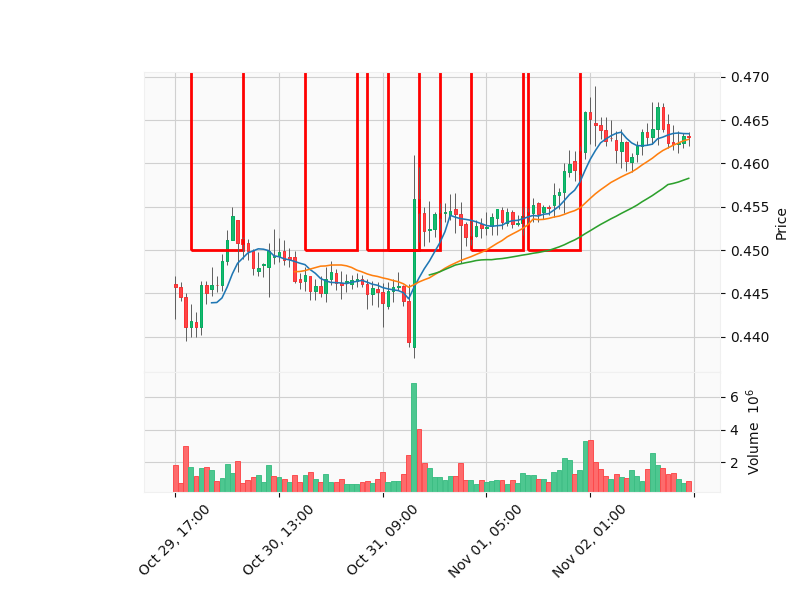 0.470
0.465
0.460
0.455
0.450
0.445
0.440
Price
6
4
2
Volume 10^6
Oct 29, 17:00
Oct 30, 13:00
Oct 31, 09:00
Nov 01, 05:00
Nov 02, 01:00